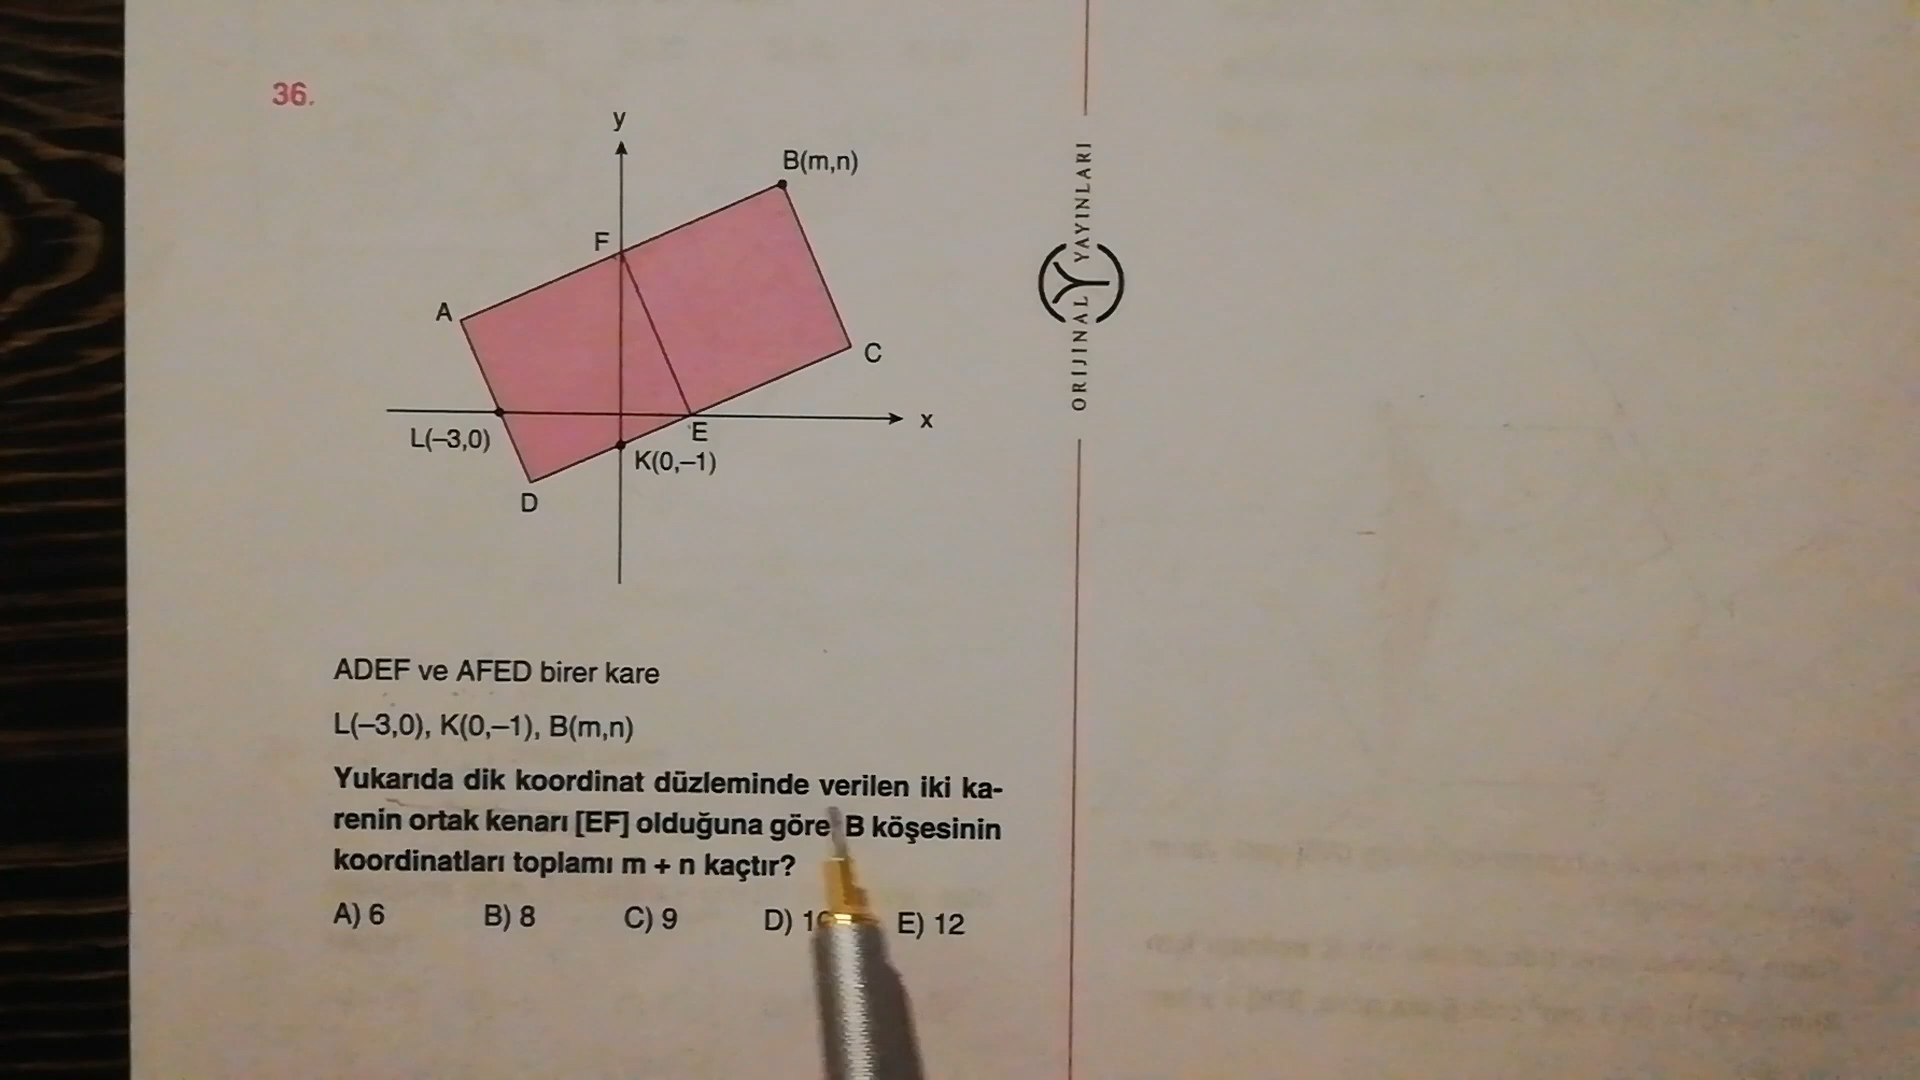 36.
y
B(m,n)
F
A
C
x
L(–3,0)
E
K(0,–1)
D
ADEF ve AFED birer kare
L(–3,0), K(0,–1), B(m,n)
Yukarıda dik koordinat düzleminde verilen iki ka-
renin ortak kenarı [EF] olduğuna göre B köşesinin
koordinatları toplamı m + n kaçtır?
A) 6 B) 8 C) 9 D) E) 12
ORIJINAL YAYINLARI